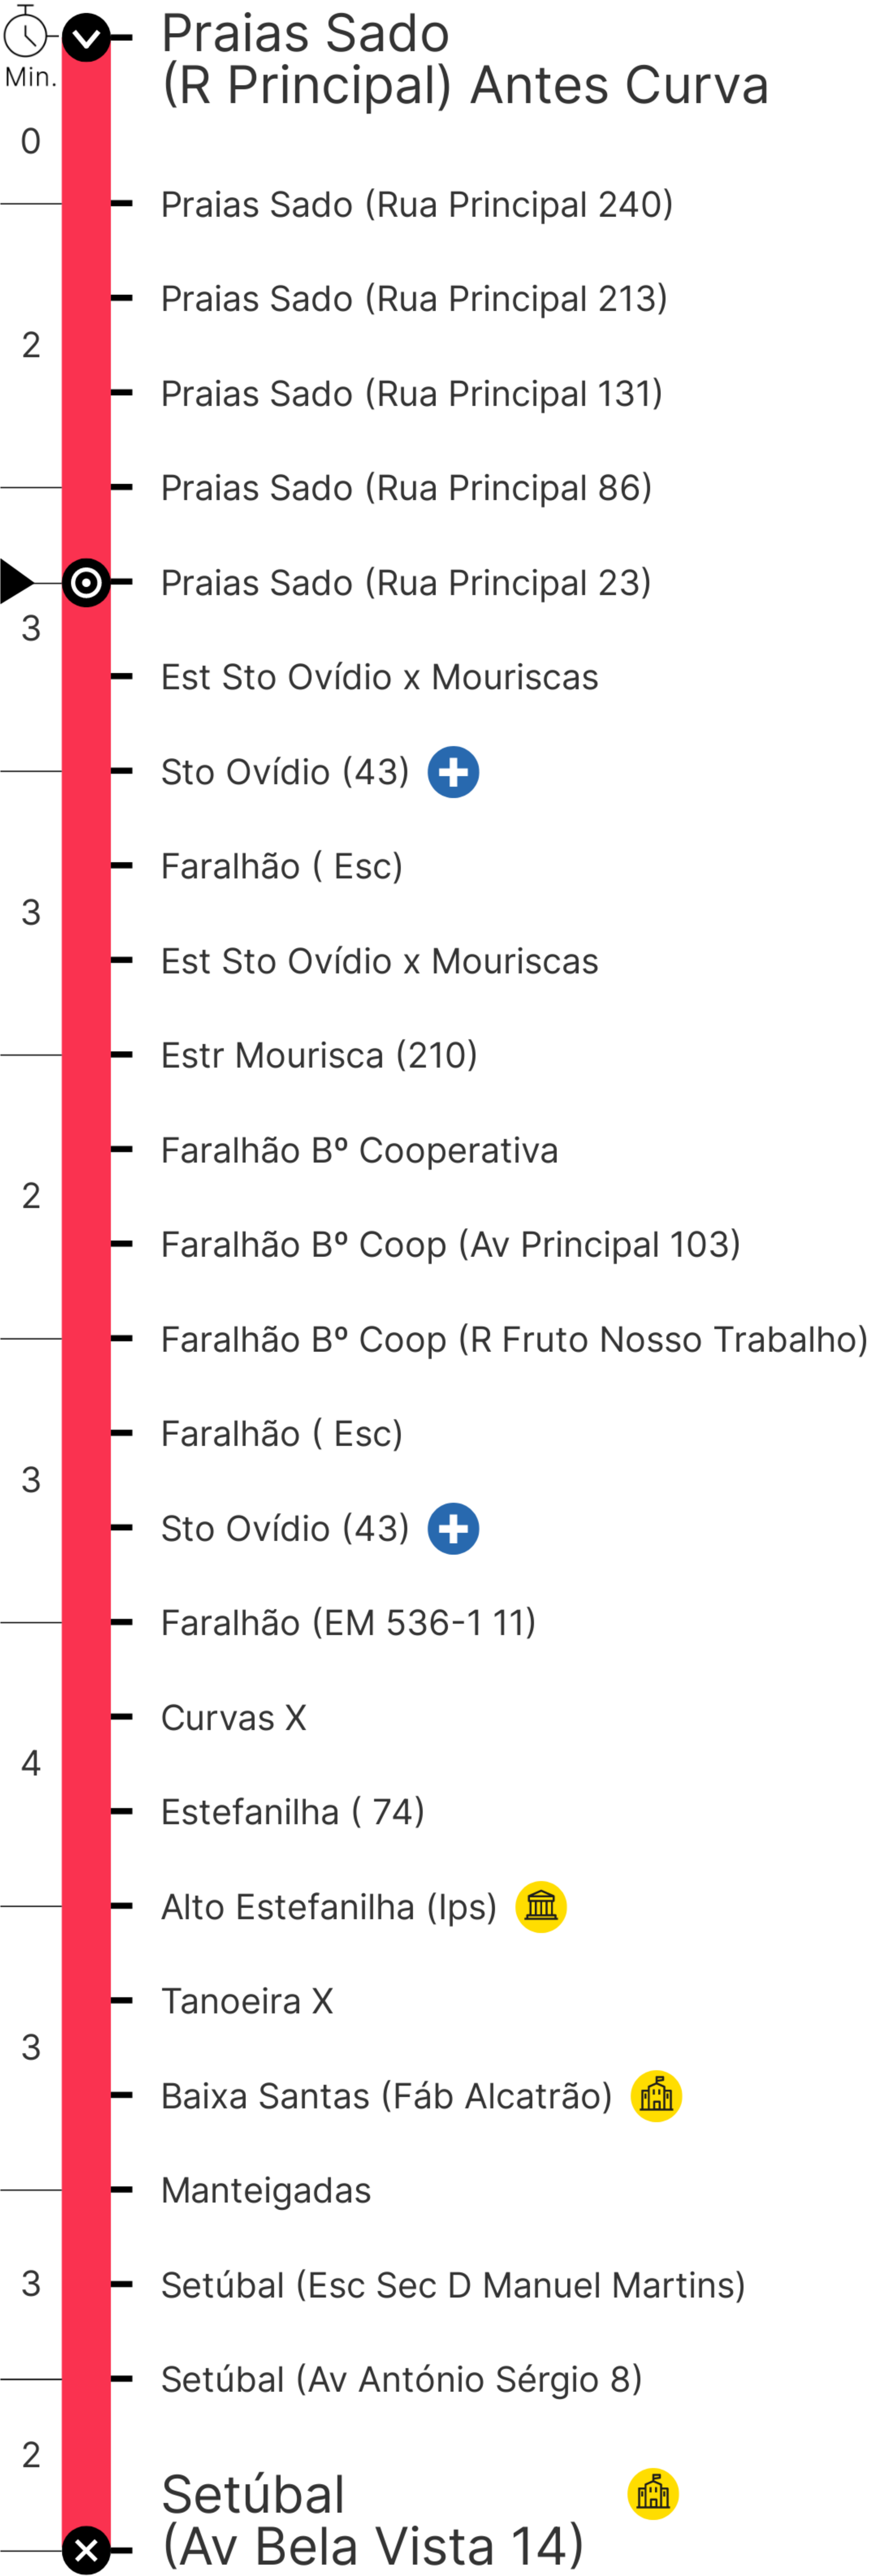 Praias Sado
(R Principal) Antes Curva
Min.
0
Praias Sado (Rua Principal 240)
Praias Sado (Rua Principal 213)
2
Praias Sado (Rua Principal 131)
Praias Sado (Rua Principal 86)
Praias Sado (Rua Principal 23)
3
Est Sto Ovídio x Mouriscas
Sto Ovídio (43)
Faralhão ( Esc)
3
Est Sto Ovídio x Mouriscas
Estr Mourisca (210)
Faralhão Bº Cooperativa
2
Faralhão Bº Coop (Av Principal 103)
Faralhão Bº Coop (R Fruto Nosso Trabalho)
Faralhão ( Esc)
3
Sto Ovídio (43)
Faralhão (EM 536-1 11)
Curvas X
4
Estefanilha ( 74)
Alto Estefanilha (Ips)
Tanoeira X
3
Baixa Santas (Fáb Alcatrão)
Manteigadas
3
Setúbal (Esc Sec D Manuel Martins)
Setúbal (Av António Sérgio 8)
2
Setúbal
(Av Bela Vista 14)